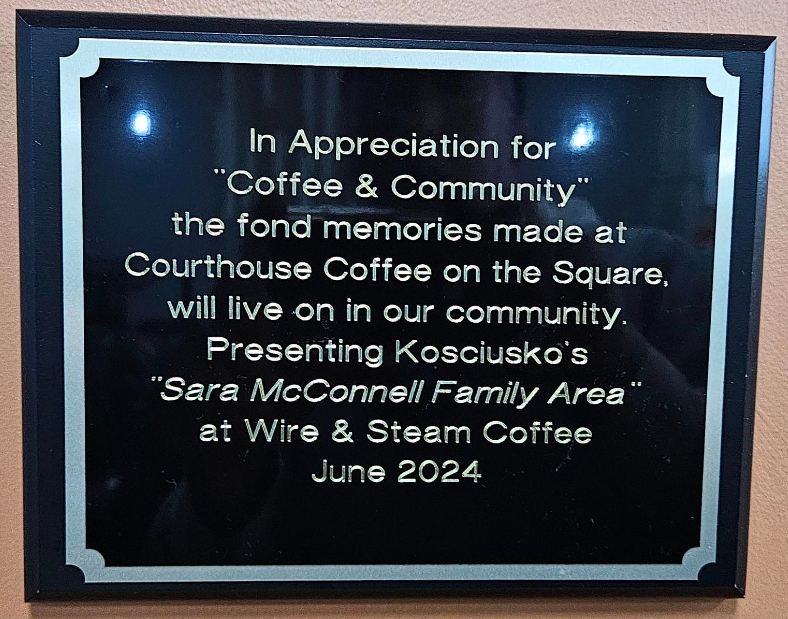 In Appreciation for
"Coffee & Community"
the fond memories made at
Courthouse Coffee on the Square,
will live on in our community.
Presenting Kosciusko's
"Sara McConnell Family Area"
at Wire & Steam Coffee
June 2024